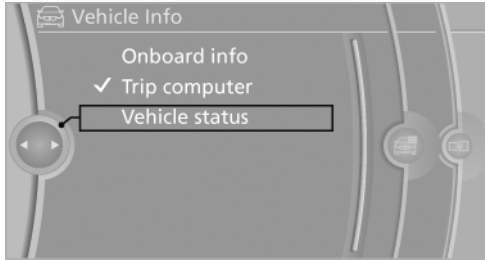 Vehicle Info
Onboard info
Trip computer
Vehicle status